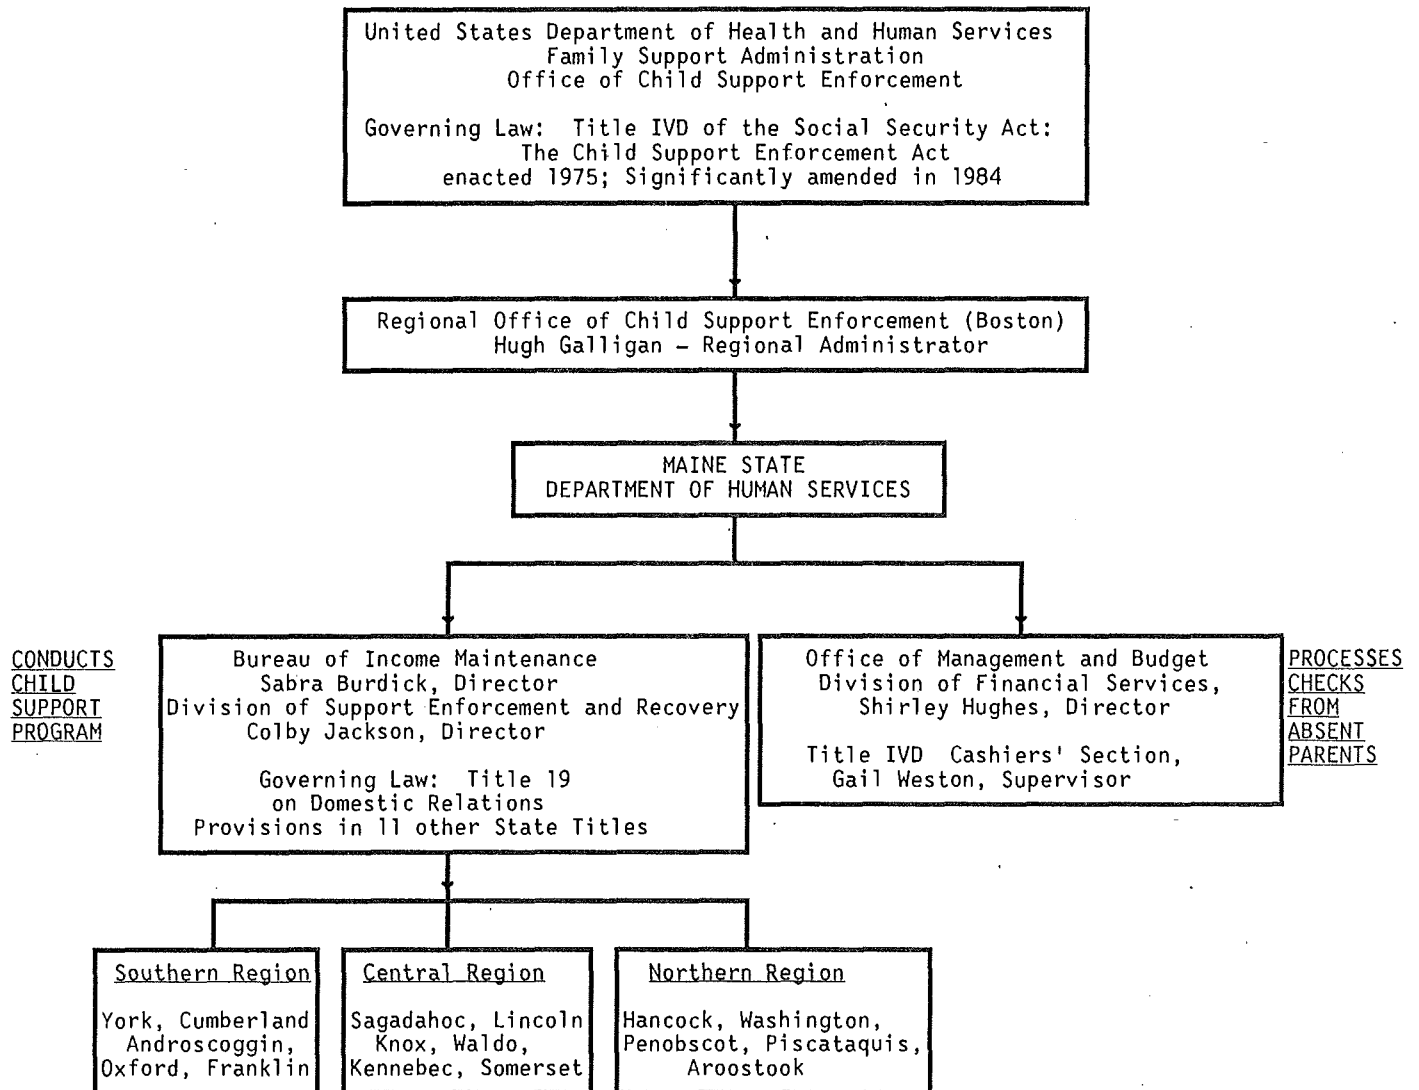 United States Department of Health and Human Services
Family Support Administration
Office of Child Support Enforcement
Governing Law: Title IVD of the Social Security Act:
The Child Support Enforcement Act
enacted 1975; Significantly amended in 1984
Regional Office of Child Support Enforcement (Boston)
Hugh Galligan – Regional Administrator
MAINE STATE
DEPARTMENT OF HUMAN SERVICES
CONDUCTS
CHILD
SUPPORT
PROGRAM
Bureau of Income Maintenance
Sabra Burdick, Director
Division of Support Enforcement and Recovery
Colby Jackson, Director
Governing Law: Title 19
on Domestic Relations
Provisions in 11 other State Titles
Office of Management and Budget
Division of Financial Services,
Shirley Hughes, Director
Title IVD Cashiers' Section,
Gail Weston, Supervisor
PROCESSES
CHECKS
FROM
ABSENT
PARENTS
Southern Region
York, Cumberland
Androscoggin,
Oxford, Franklin
Central Region
Sagadahoc, Lincoln
Knox, Waldo,
Kennebec, Somerset
Northern Region
Hancock, Washington,
Penobscot, Piscataquis,
Aroostook